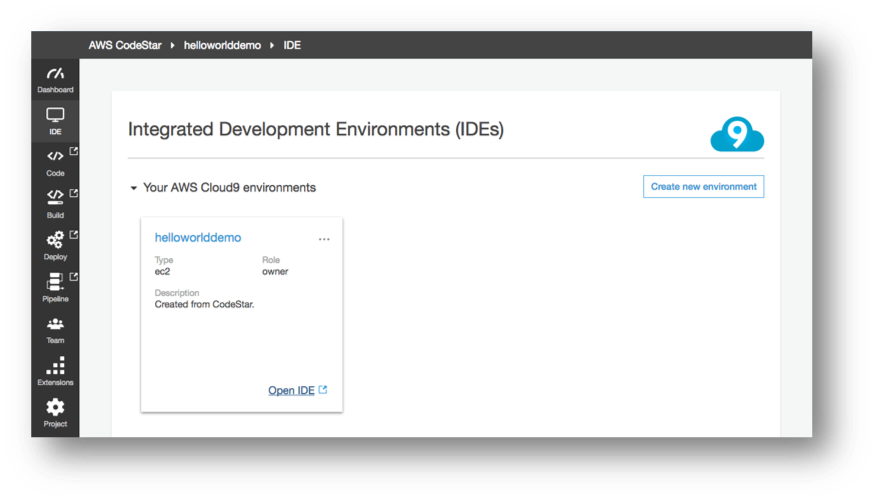 AWS CodeStar helloworlddemo IDE
Dashboard
IDE
Code
Build
Deploy
Pipeline
Team
Extensions
Project
Integrated Development Environments (IDEs)
9
Your AWS Cloud9 environments
Create new environment
helloworlddemo
Type Role
ec2 owner
Description
Created from CodeStar.
Open IDE